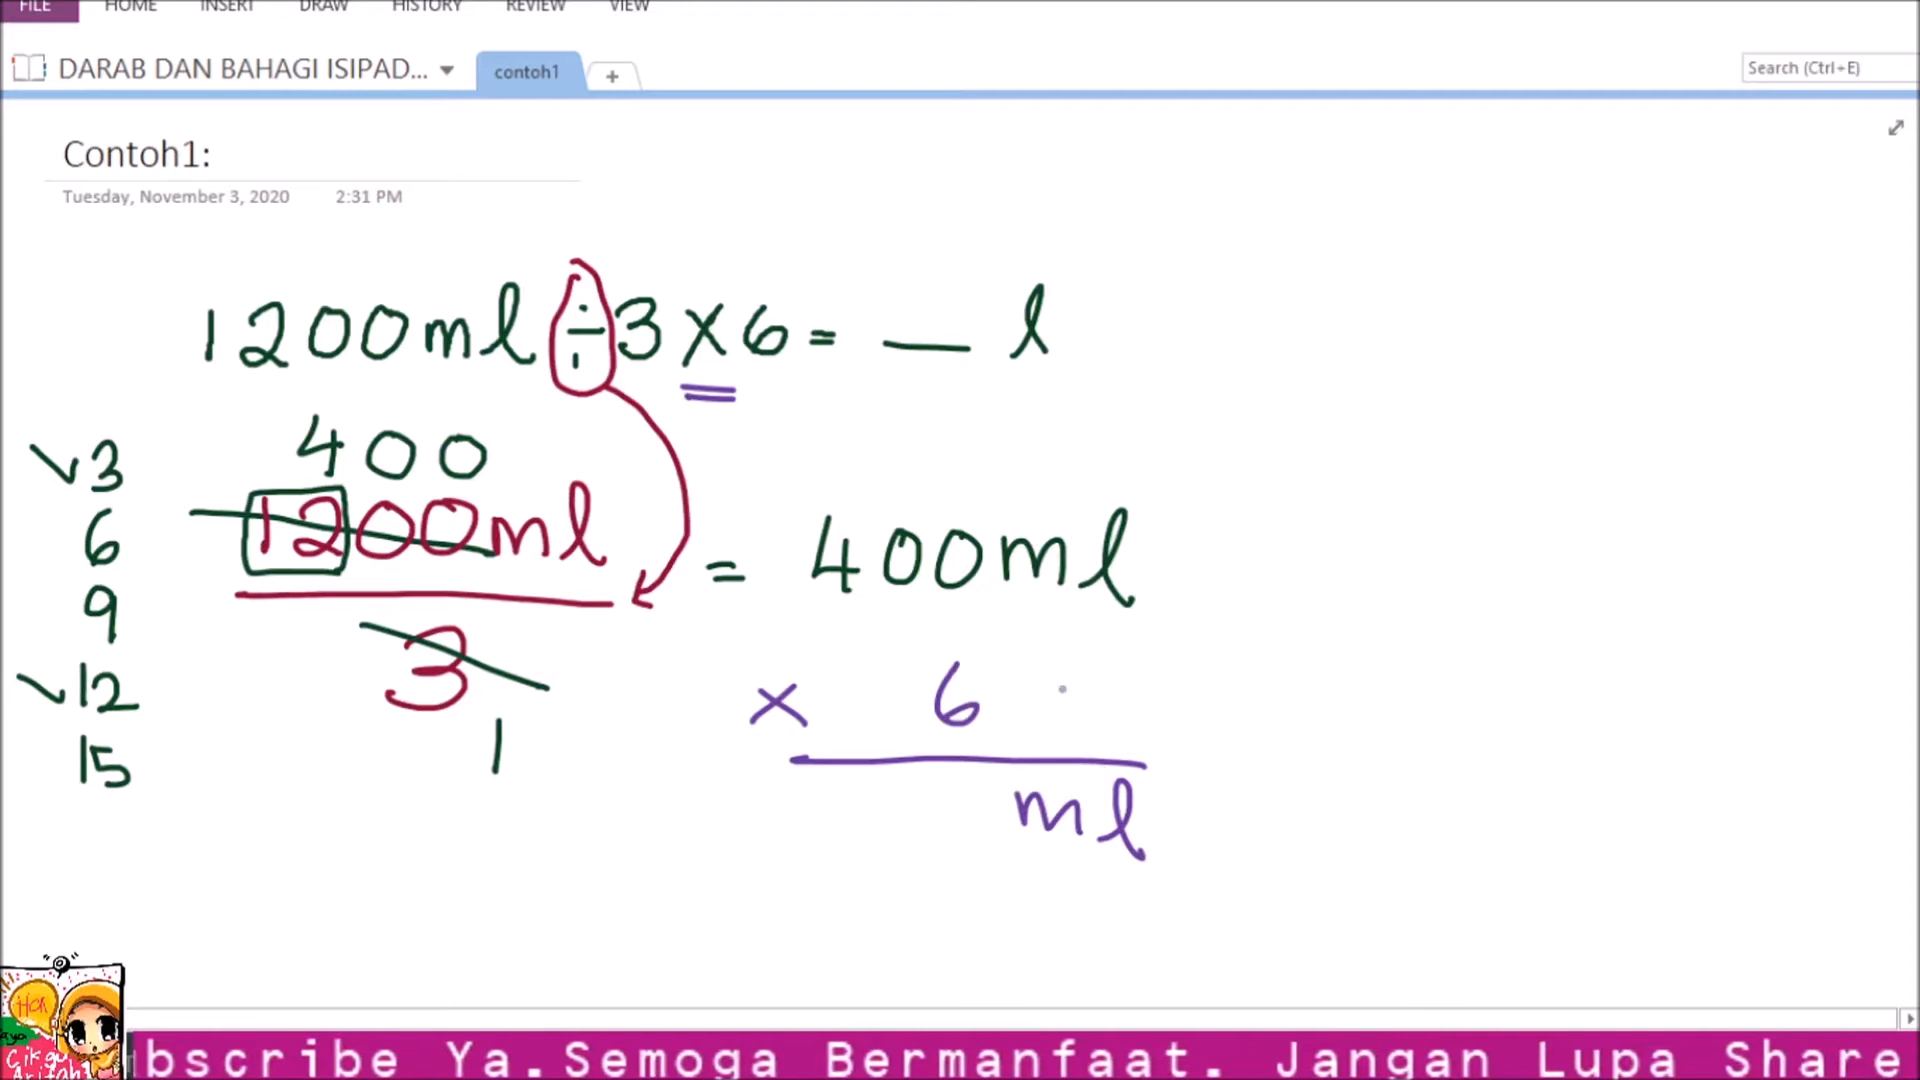 FILE HOME INSERT DRAW HISTORY REVIEW VIEW
DARAB DAN BAHAGI ISIPAD... contoh1 +
Search (Ctrl+E)
Contoh1:
Tuesday, November 3, 2020 2:31 PM
1200ml ÷ 3 × 6 = __ l
400
3
1200ml
= 400ml
6
9
3
× 6
12
1
15
ml
Hai
Cikgu
bscribe Ya. Semoga Bermanfaat. Jangan Lupa Share